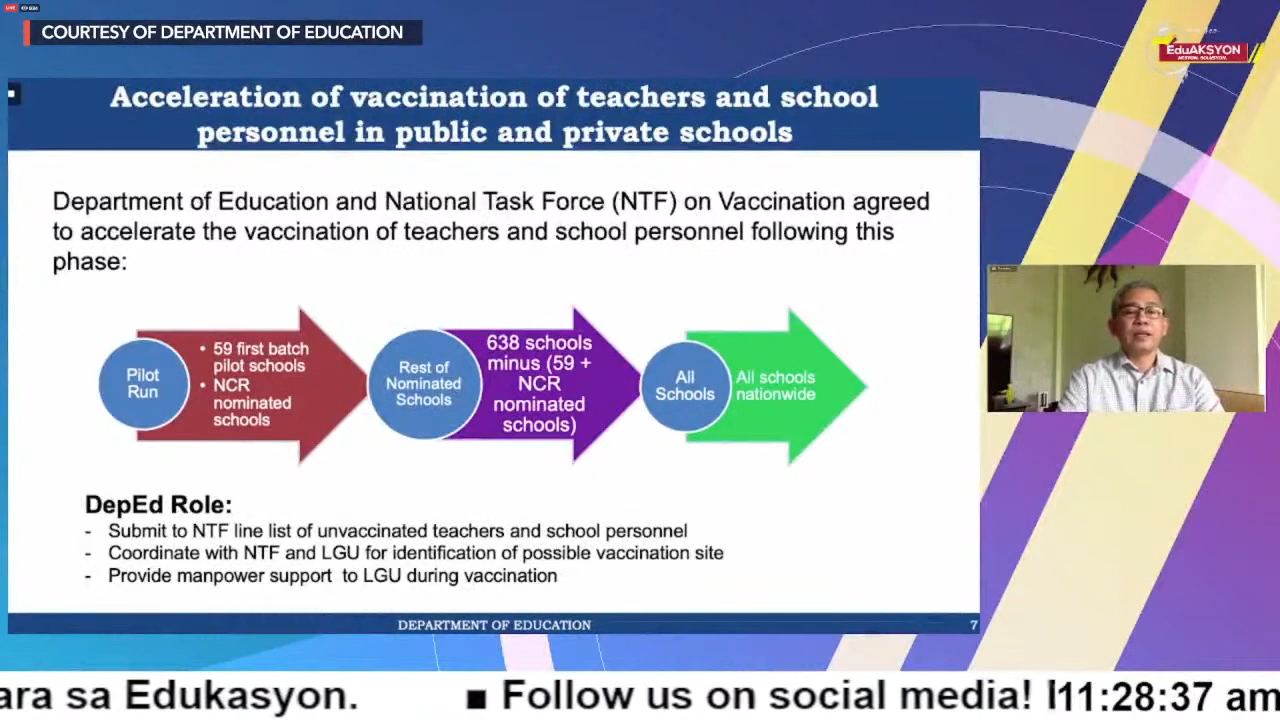 LIVE
COURTESY OF DEPARTMENT OF EDUCATION
EduAKSYON
Acceleration of vaccination of teachers and school
personnel in public and private schools
Department of Education and National Task Force (NTF) on Vaccination agreed
to accelerate the vaccination of teachers and school personnel following this
phase:
Pilot
Run
• 59 first batch
pilot schools
• NCR
nominated
schools
Rest of
Nominated
Schools
638 schools
minus (59 +
NCR
nominated
schools)
All
Schools
All schools
nationwide
DepEd Role:
- Submit to NTF line list of unvaccinated teachers and school personnel
- Coordinate with NTF and LGU for identification of possible vaccination site
- Provide manpower support to LGU during vaccination
DEPARTMENT OF EDUCATION
7
ara sa Edukasyon. ■ Follow us on social media! 11:28:37 am